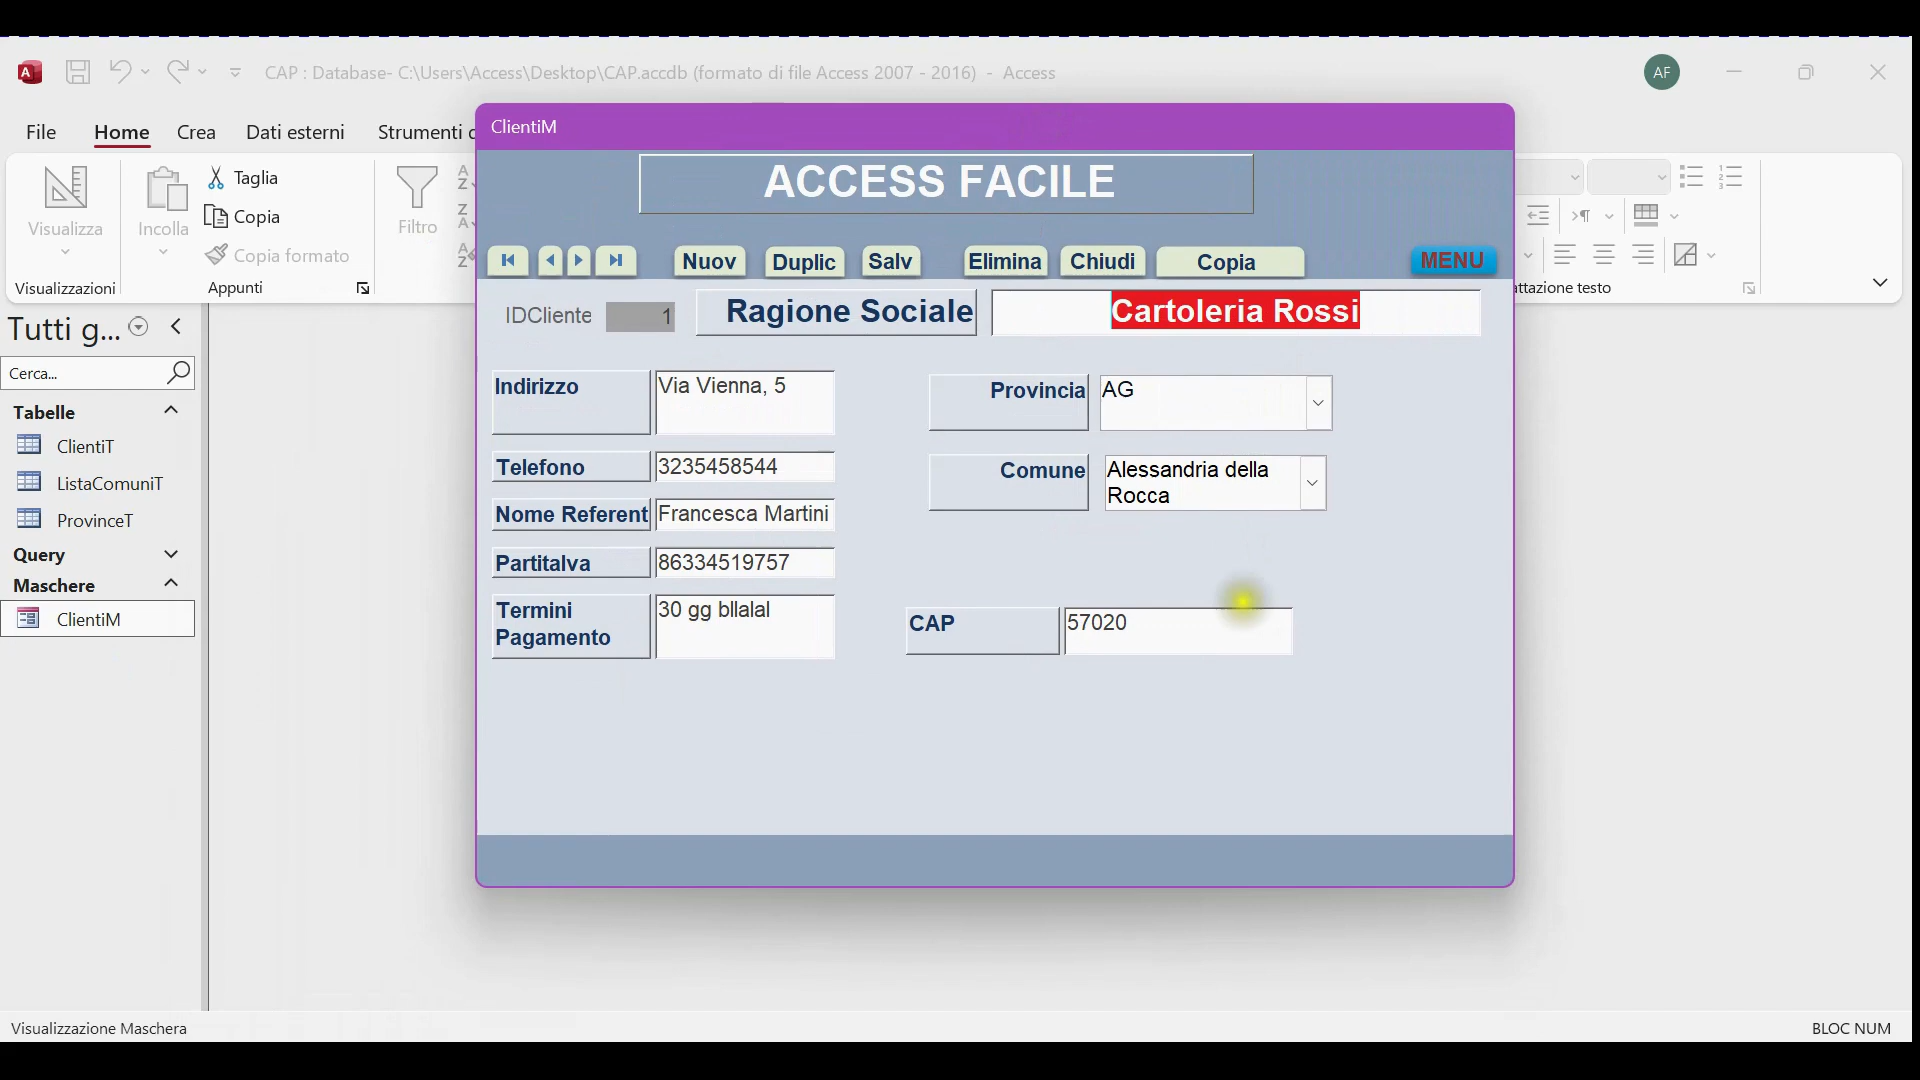 A
CAP : Database- C:\Users\Access\Desktop\CAP.accdb (formato di file Access 2007 - 2016) - Access
AF
File
Home
Crea
Dati esterni
Strumenti
ClientiM
Visualizza
Incolla
Taglia
Copia
Copia formato
Filtro
Visualizzazioni
Appunti
ttazione testo
ACCESS FACILE
Nuov
Duplic
Salv
Elimina
Chiudi
Copia
MENU
Tutti g...
Cerca...
Tabelle
ClientiT
ListaComuniT
ProvinceT
Query
Maschere
ClientiM
IDCliente
1
Ragione Sociale
Cartoleria Rossi
Indirizzo
Via Vienna, 5
Provincia
AG
Telefono
3235458544
Comune
Alessandria della
Rocca
Nome Referent
Francesca Martini
PartitaIva
86334519757
Termini
Pagamento
30 gg bllalal
CAP
57020
Visualizzazione Maschera
BLOC NUM